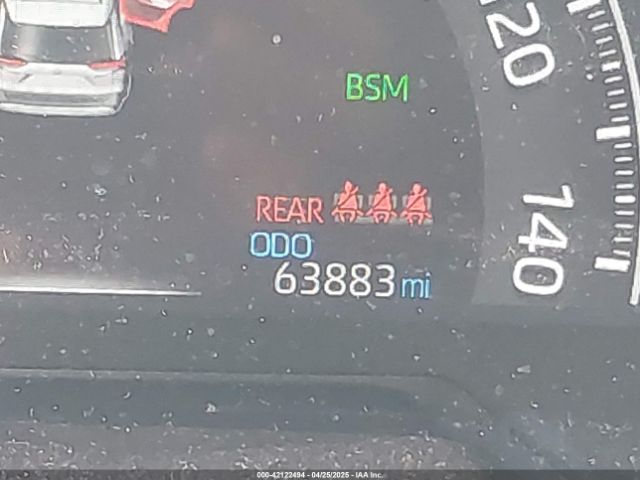 120
BSM
REAR
140
ODO
63883 mi
000-42122494 - 04/25/2025 - IAA Inc.